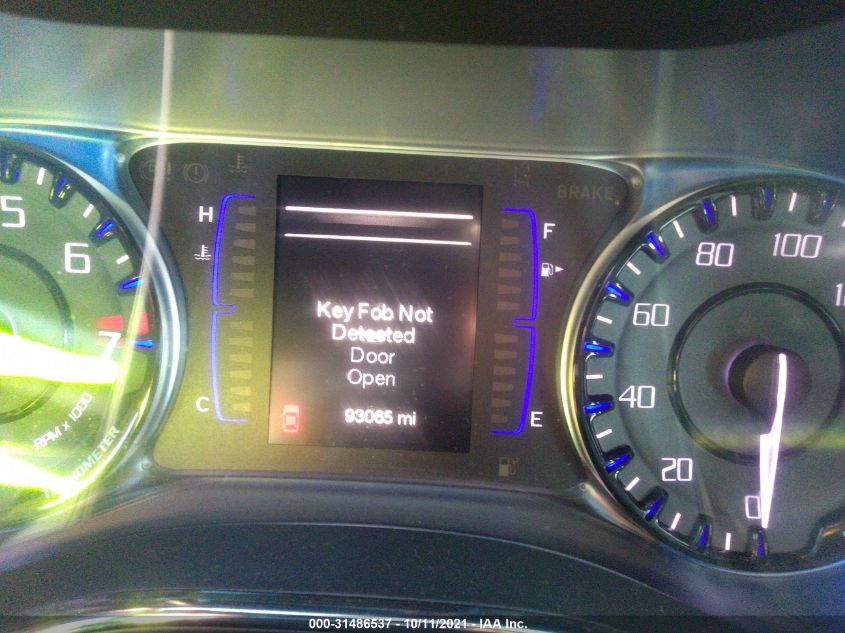 5
6
7
RPM x 1000
TACHOMETER
H
C
BRAKE
Key Fob Not
Detected
Door
Open
93065 mi
F
E
0
20
40
60
80
100
000-31486537 - 10/11/2021 - IAA Inc.